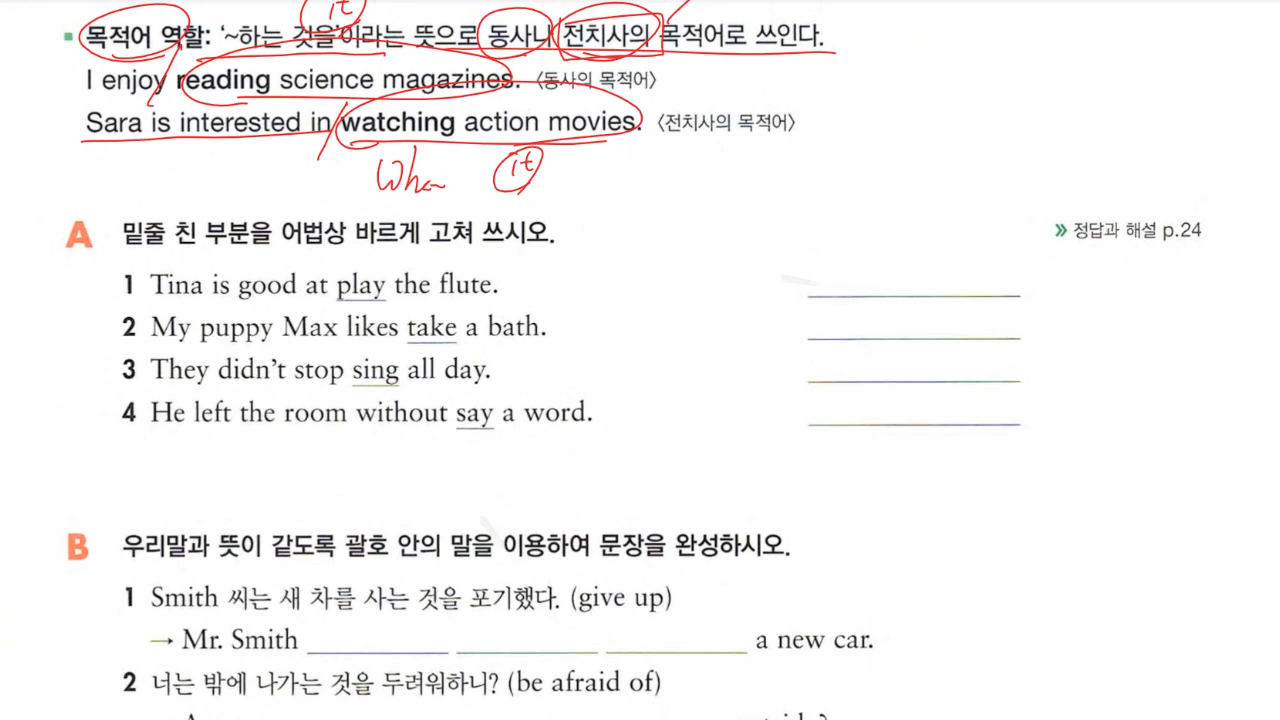 it
목적어 역할: '~하는 것을'이라는 뜻으로 동사나 전치사의 목적어로 쓰인다.
I enjoy reading science magazines. 〈동사의 목적어〉
Sara is interested in watching action movies. 〈전치사의 목적어〉
it
A 밑줄 친 부분을 어법상 바르게 고쳐 쓰시오.
» 정답과 해설 p.24
1 Tina is good at play the flute.
2 My puppy Max likes take a bath.
3 They didn't stop sing all day.
4 He left the room without say a word.
B 우리말과 뜻이 같도록 괄호 안의 말을 이용하여 문장을 완성하시오.
1 Smith 씨는 새 차를 사는 것을 포기했다. (give up)
→ Mr. Smith a new car.
2 너는 밖에 나가는 것을 두려워하니? (be afraid of)